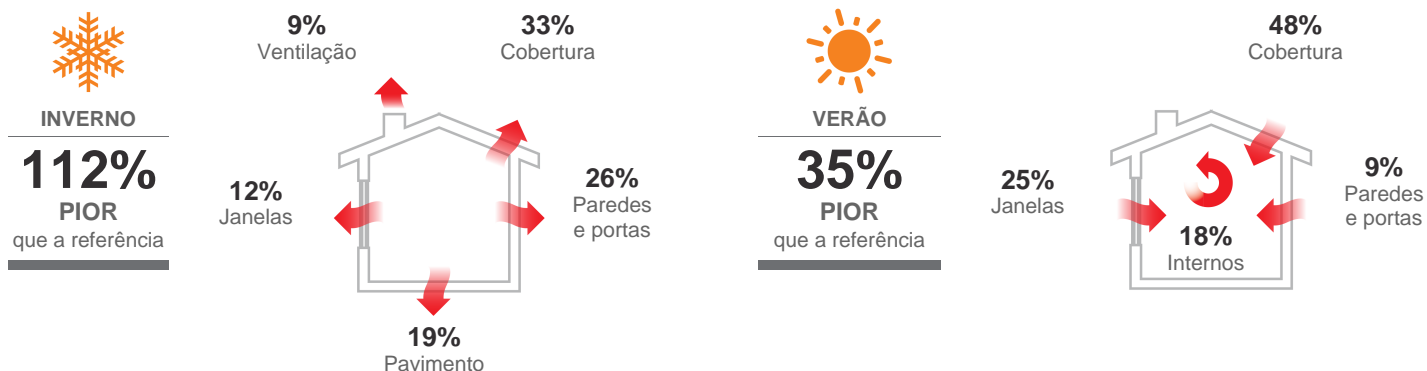 INVERNO
112%
PIOR
que a referência
9%
Ventilação
33%
Cobertura
12%
Janelas
26%
Paredes
e portas
19%
Pavimento
VERÃO
35%
PIOR
que a referência
48%
Cobertura
25%
Janelas
9%
Paredes
e portas
18%
Internos